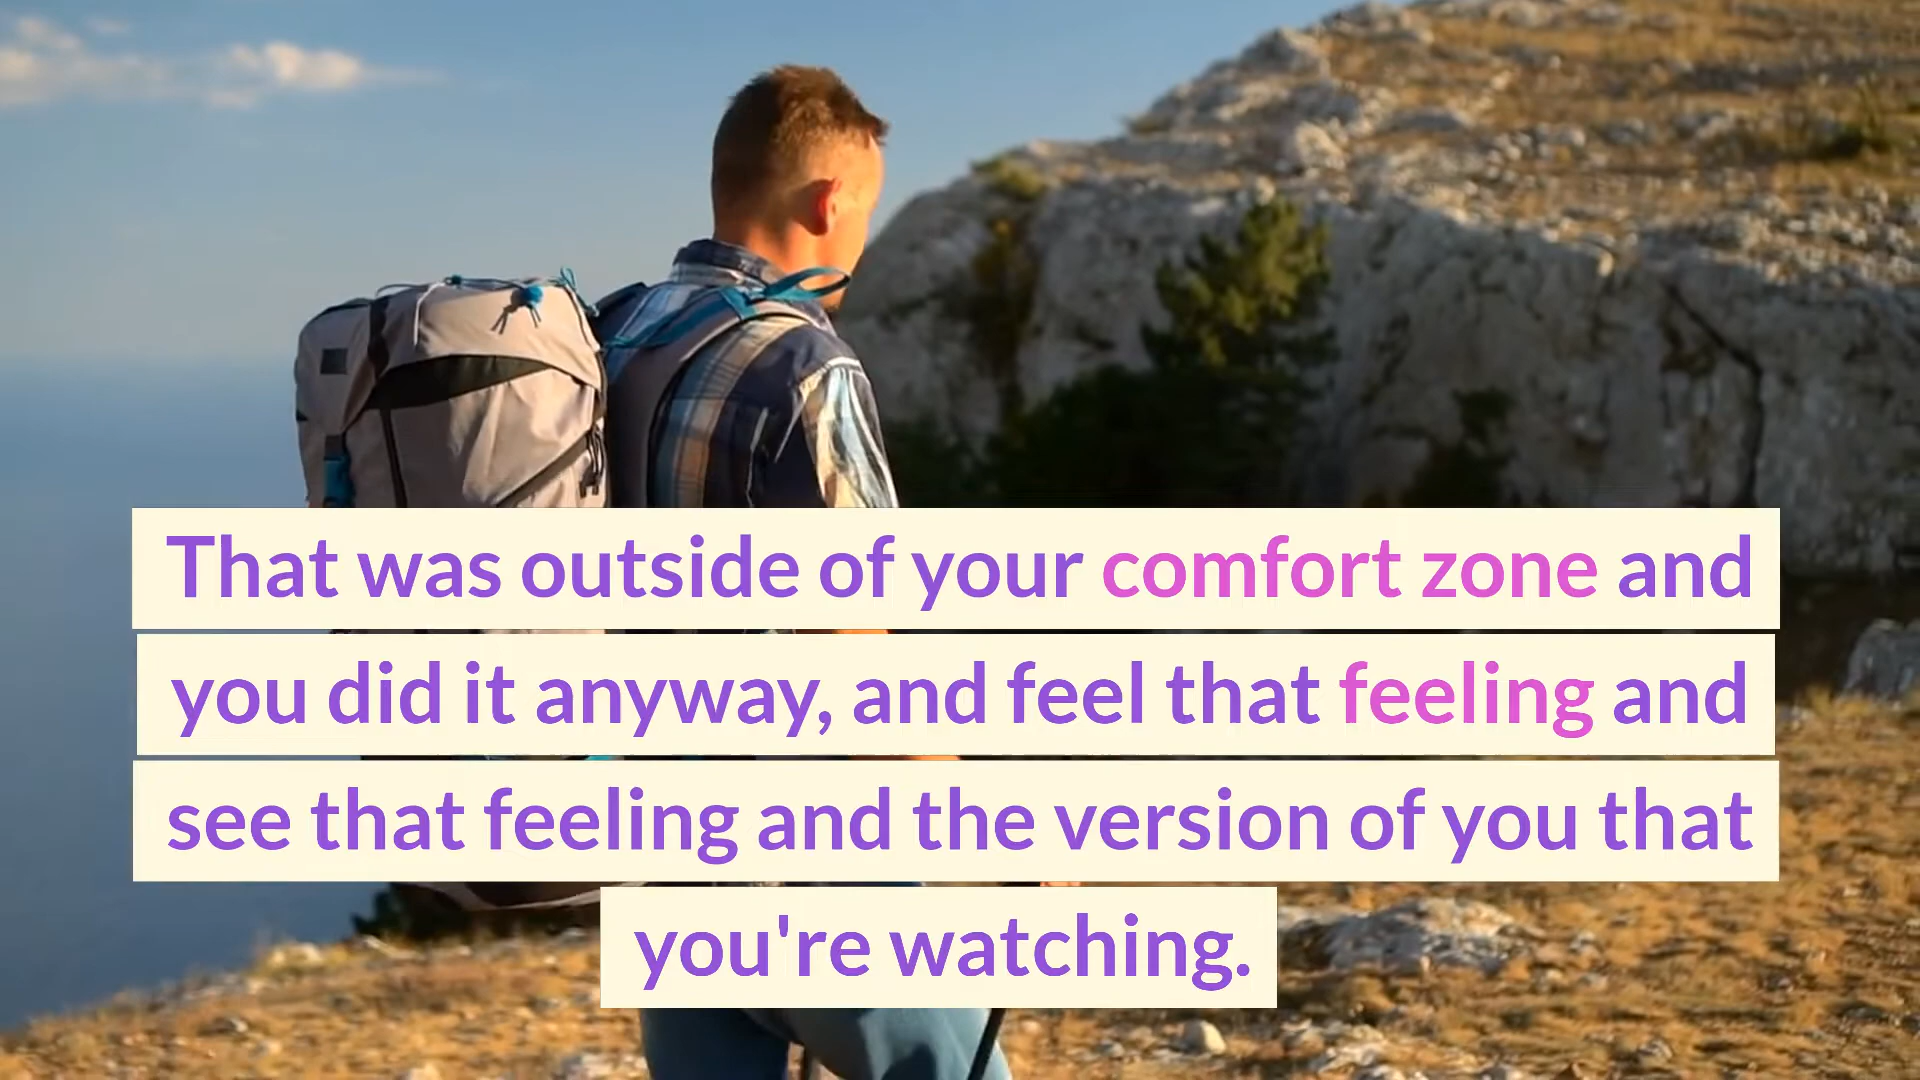 That was outside of your comfort zone and
you did it anyway, and feel that feeling and
see that feeling and the version of you that
you're watching.